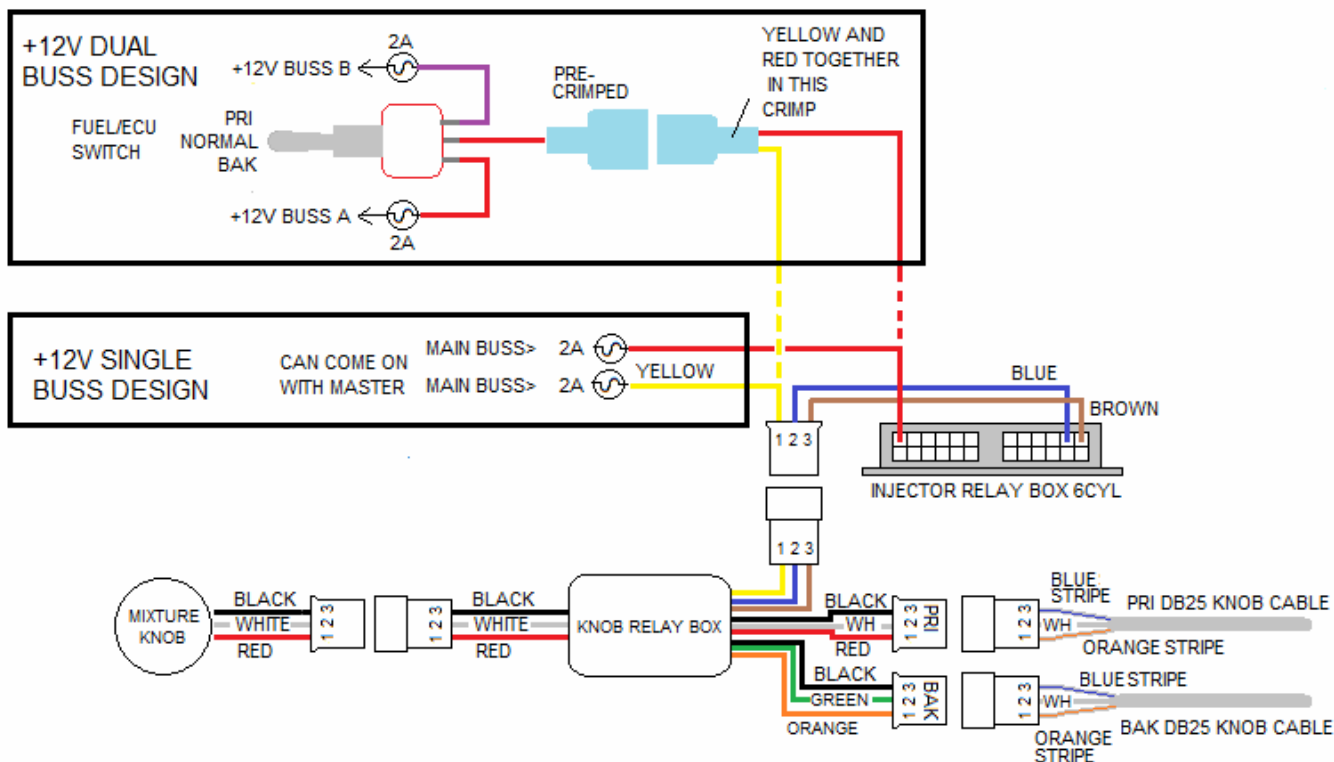 +12V DUAL
BUSS DESIGN
2A
+12V BUSS B
FUEL/ECU
SWITCH
PRI
NORMAL
BAK
+12V BUSS A
2A
PRE-
CRIMPED
YELLOW AND
RED TOGETHER
IN THIS
CRIMP
+12V SINGLE
BUSS DESIGN
CAN COME ON
WITH MASTER
MAIN BUSS> 2A
MAIN BUSS> 2A
YELLOW
BLUE
BROWN
1 2 3
INJECTOR RELAY BOX 6CYL
1 2 3
MIXTURE
KNOB
BLACK
WHITE
RED
1 2 3
1 2 3
BLACK
WHITE
RED
KNOB RELAY BOX
BLACK
WH
RED
1 2 3
PRI
1 2 3
BLUE
STRIPE
WH
ORANGE STRIPE
PRI DB25 KNOB CABLE
BLACK
GREEN
ORANGE
1 2 3
BAK
1 2 3
BLUE STRIPE
WH
ORANGE
STRIPE
BAK DB25 KNOB CABLE